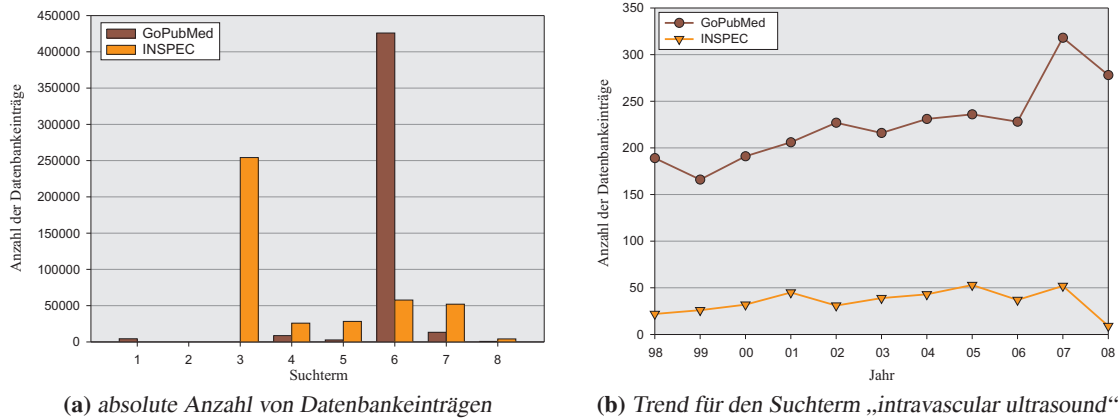 450000
400000
350000
300000
250000
200000
150000
100000
50000
0
Anzahl der Datenbankeinträge
GoPubMed
INSPEC
1 2 3 4 5 6 7 8
Suchterm
(a) absolute Anzahl von Datenbankeinträgen
350
300
250
200
150
100
50
0
Anzahl der Datenbankeinträge
GoPubMed
INSPEC
98 99 00 01 02 03 04 05 06 07 08
Jahr
(b) Trend für den Suchterm „intravascular ultrasound“